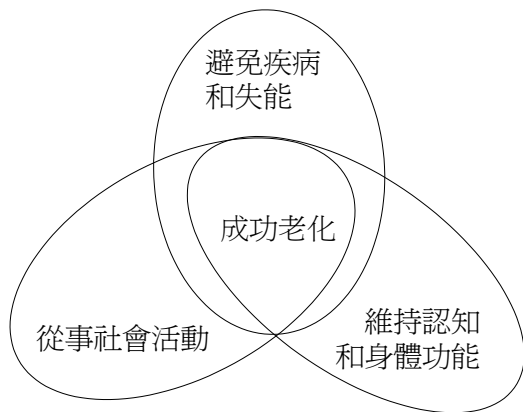 避免疾病
和失能
成功老化
從事社會活動
維持認知
和身體功能